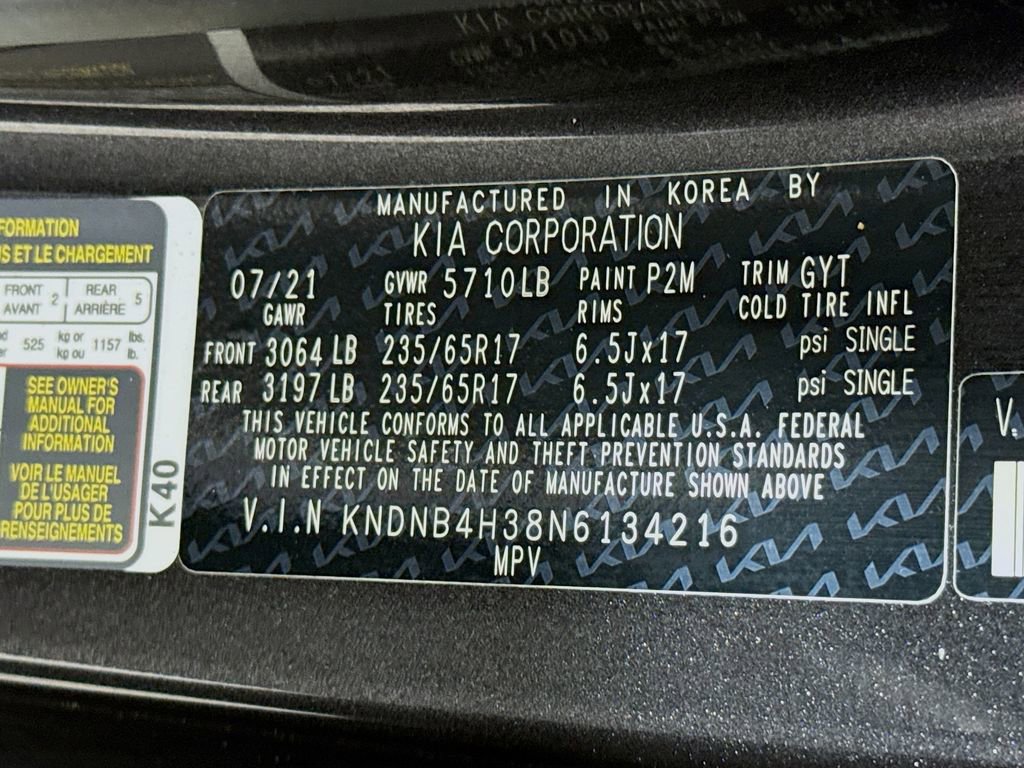 MANUFACTURED IN KOREA BY
KIA CORPORATION
07/21 GVWR 5710LB PAINT P2M TRIM GYT
GAWR TIRES RIMS COLD TIRE INFL
FRONT 3064 LB 235/65R17 6.5Jx17 psi SINGLE
REAR 3197 LB 235/65R17 6.5Jx17 psi SINGLE
THIS VEHICLE CONFORMS TO ALL APPLICABLE U.S.A. FEDERAL
MOTOR VEHICLE SAFETY AND THEFT PREVENTION STANDARDS
IN EFFECT ON THE DATE OF MANUFACTURE SHOWN ABOVE
V.I.N KNDNB4H38N6134216
MPV
ET LE CHARGEMENT
FRONT 2 REAR 5
AVANT ARRIÈRE
525 kg or 1157 lbs.
kg ou lb.
SEE OWNER'S
MANUAL FOR
ADDITIONAL
INFORMATION
VOIR LE MANUEL
DE L'USAGER
POUR PLUS DE
RENSEIGNEMENTS
K40
V.
KIA CORPORATION
5710LB